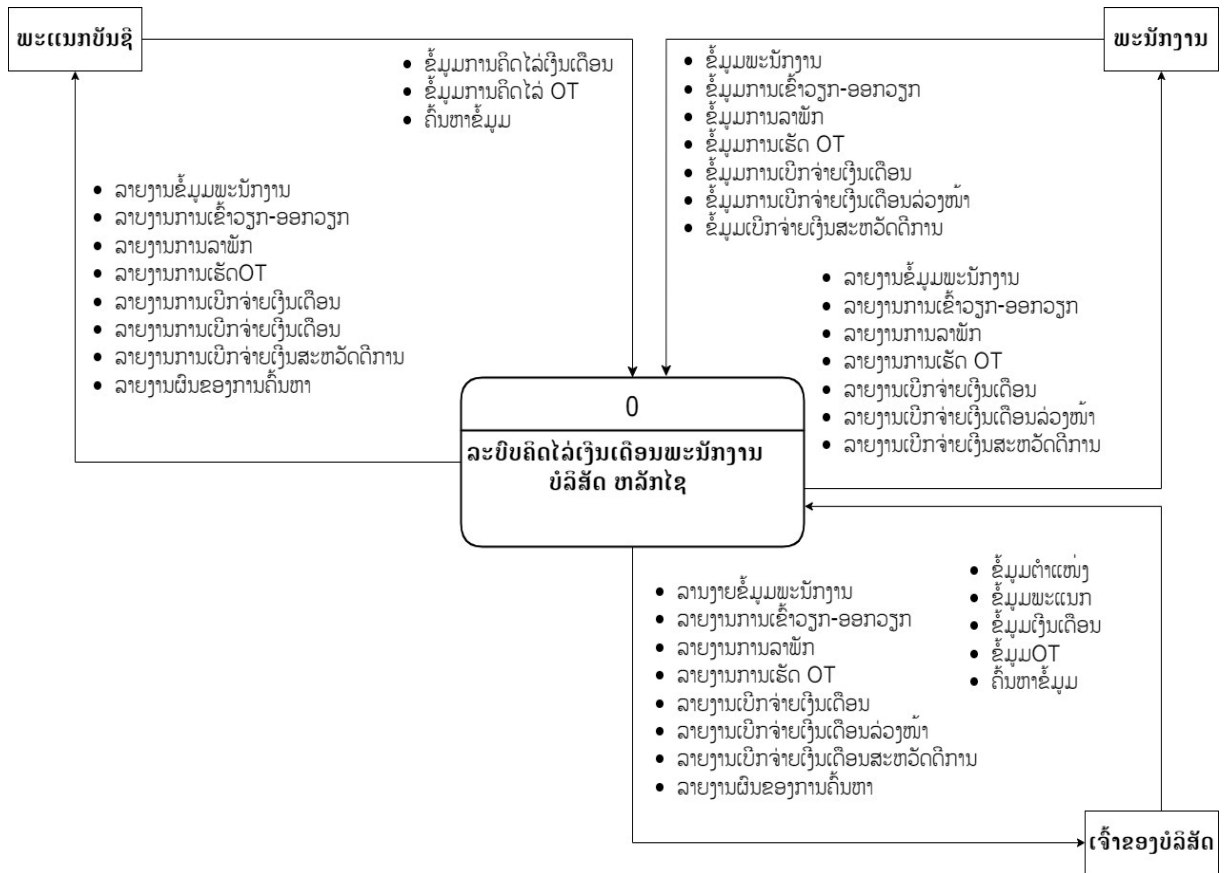 ພະແນກບັນຊີ
ພະນັກງານ
• ຂໍ້ມູນການຄິດໄລ່ເງິນເດືອນ
• ຂໍ້ມູນການຄິດໄລ່ OT
• ຄົ້ນຫາຂໍ້ມູນ
• ຂໍ້ມູນພະນັກງານ
• ຂໍ້ມູນການເຂົ້າວຽກ-ອອກວຽກ
• ຂໍ້ມູນການລາພັກ
• ຂໍ້ມູນການເຮັດ OT
• ຂໍ້ມູນການເບີກຈ່າຍເງິນເດືອນ
• ຂໍ້ມູນການເບີກຈ່າຍເງິນເດືອນລ່ວງໜ້າ
• ຂໍ້ມູນເບີກຈ່າຍເງິນສະຫວັດດີການ
• ລາຍງານຂໍ້ມູນພະນັກງານ
• ລາບງານການເຂົ້າວຽກ-ອອກວຽກ
• ລາຍງານການລາພັກ
• ລາຍງານການເຮັດOT
• ລາຍງານການເບີກຈ່າຍເງິນເດືອນ
• ລາຍງານການເບີກຈ່າຍເງິນເດືອນ
• ລາຍງານການເບີກຈ່າຍເງິນສະຫວັດດີການ
• ລາຍງານຜົນຂອງການຄົ້ນຫາ
• ລາຍງານຂໍ້ມູນພະນັກງານ
• ລາຍງານການເຂົ້າວຽກ-ອອກວຽກ
• ລາຍງານການລາພັກ
• ລາຍງານການເຮັດ OT
• ລາຍງານເບີກຈ່າຍເງິນເດືອນ
• ລາຍງານເບີກຈ່າຍເງິນເດືອນລ່ວງໜ້າ
• ລາຍງານເບີກຈ່າຍເງິນສະຫວັດດີການ
0
ລະບົບຄິດໄລ່ເງິນເດືອນພະນັກງານ
ບໍລິສັດ ຫລັກໄຊ
• ລານງາຍຂໍ້ມູນພະນັກງານ
• ລາຍງານການເຂົ້າວຽກ-ອອກວຽກ
• ລາຍງານການລາພັກ
• ລາຍງານການເຮັດ OT
• ລາຍງານເບີກຈ່າຍເງິນເດືອນ
• ລາຍງານເບີກຈ່າຍເງິນເດືອນລ່ວງໜ້າ
• ລາຍງານເບີກຈ່າຍເງິນເດືອນສະຫວັດດີການ
• ລາຍງານຜົນຂອງການຄົ້ນຫາ
• ຂໍ້ມູນຕຳແໜ່ງ
• ຂໍ້ມູນພະແນກ
• ຂໍ້ມູນເງິນເດືອນ
• ຂໍ້ມູນOT
• ຄົ້ນຫາຂໍ້ມູນ
ເຈົ້າຂອງບໍລິສັດ